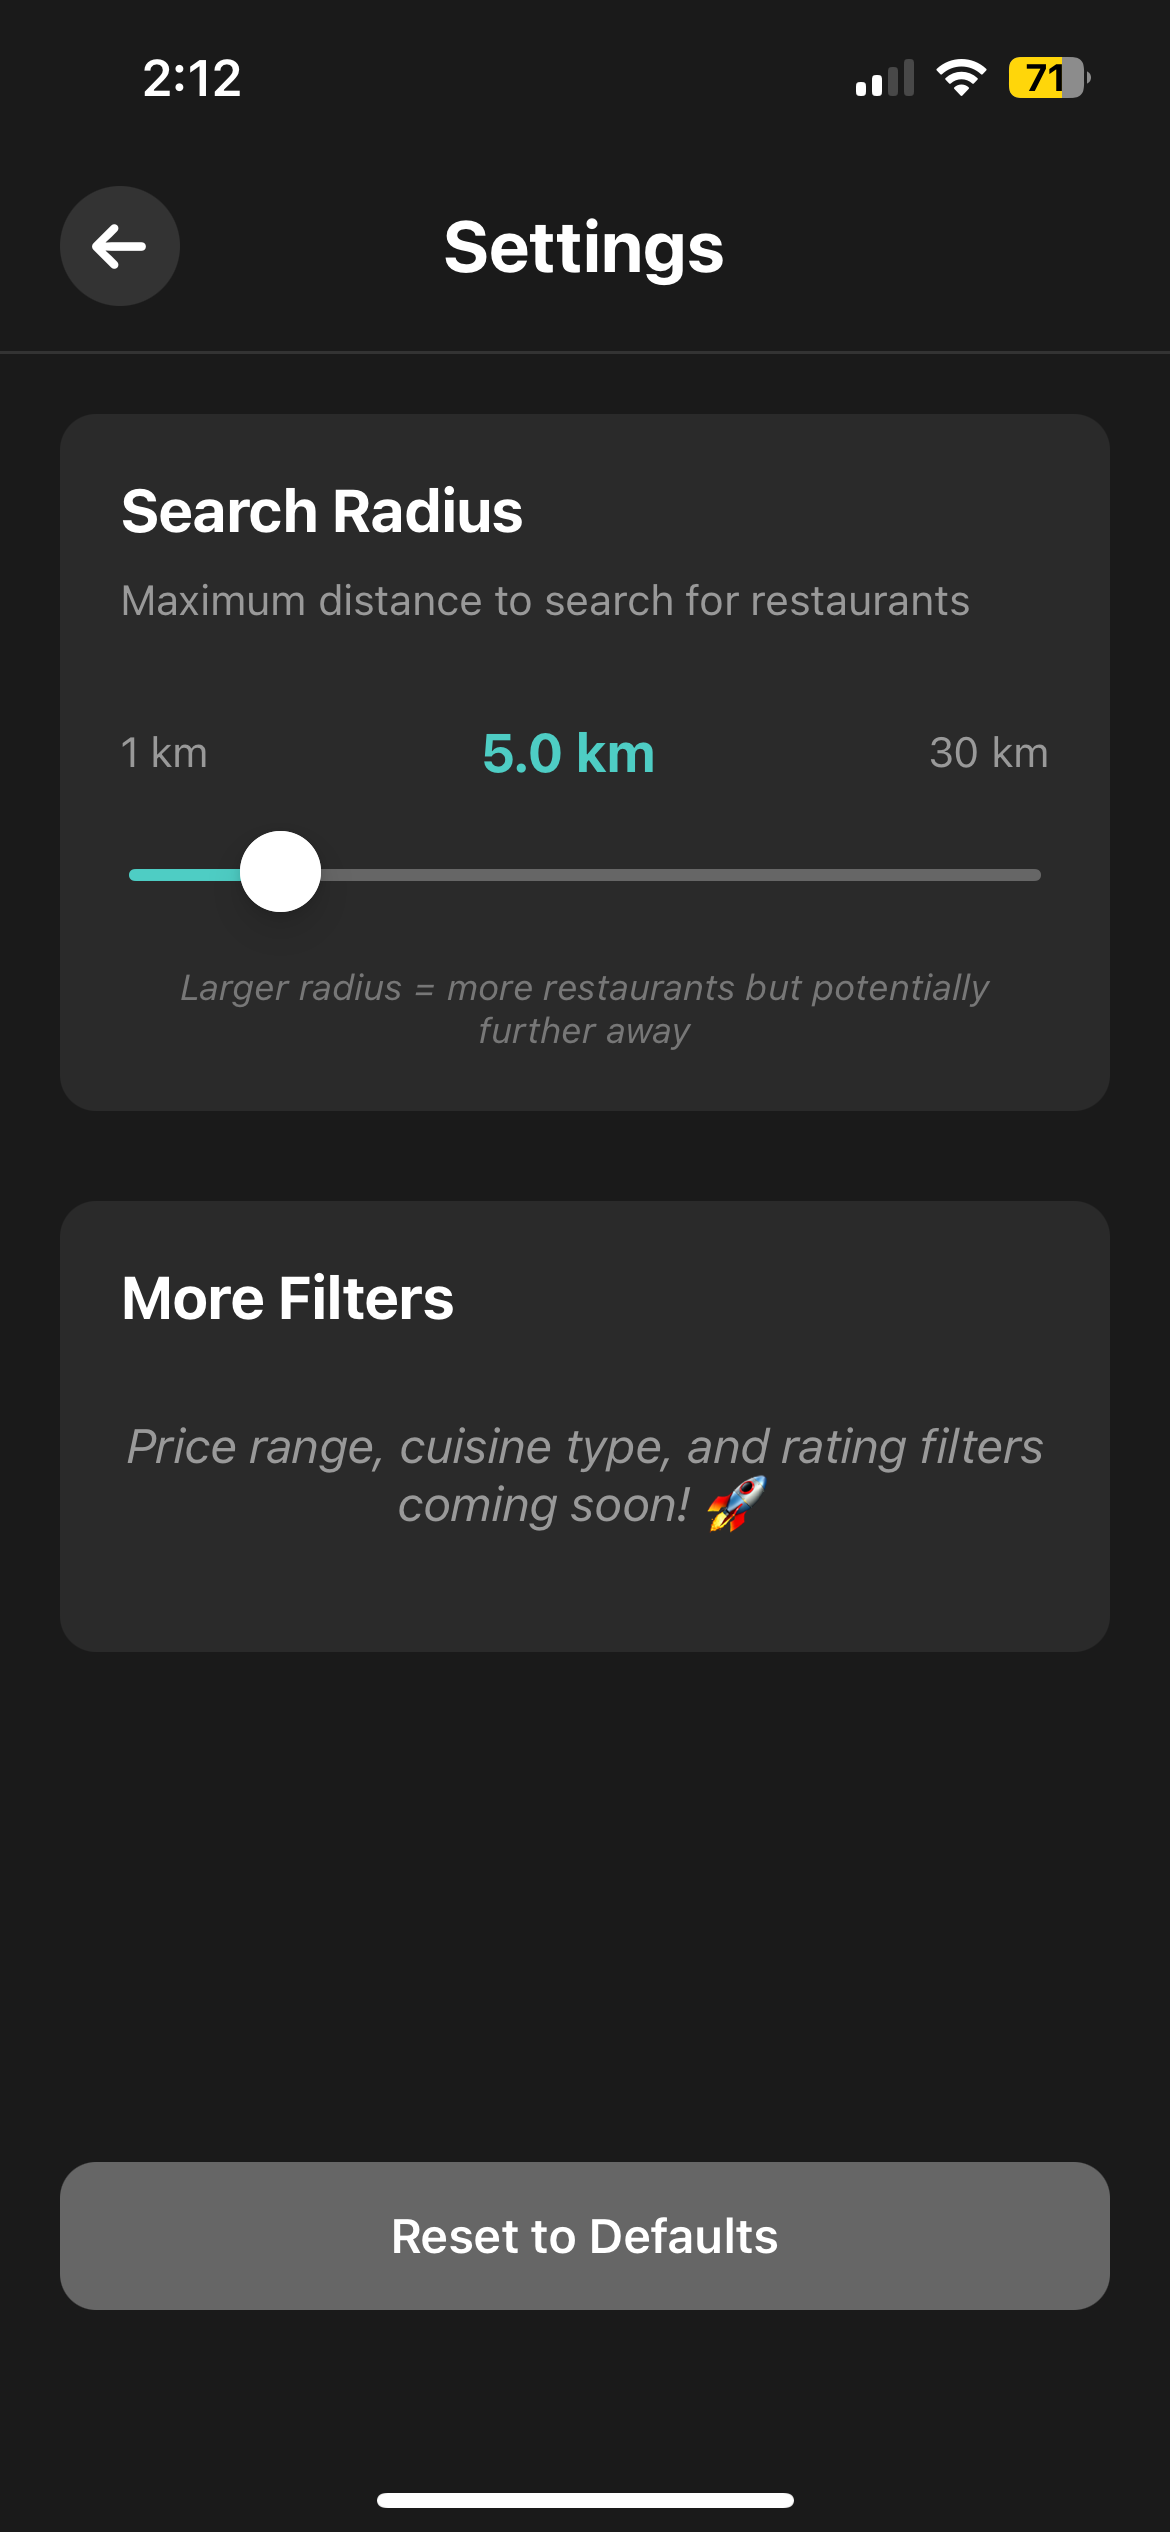 2:12
71
Settings
Search Radius
Maximum distance to search for restaurants
1 km 5.0 km 30 km
Larger radius = more restaurants but potentially
further away
More Filters
Price range, cuisine type, and rating filters
coming soon! 🚀
Reset to Defaults